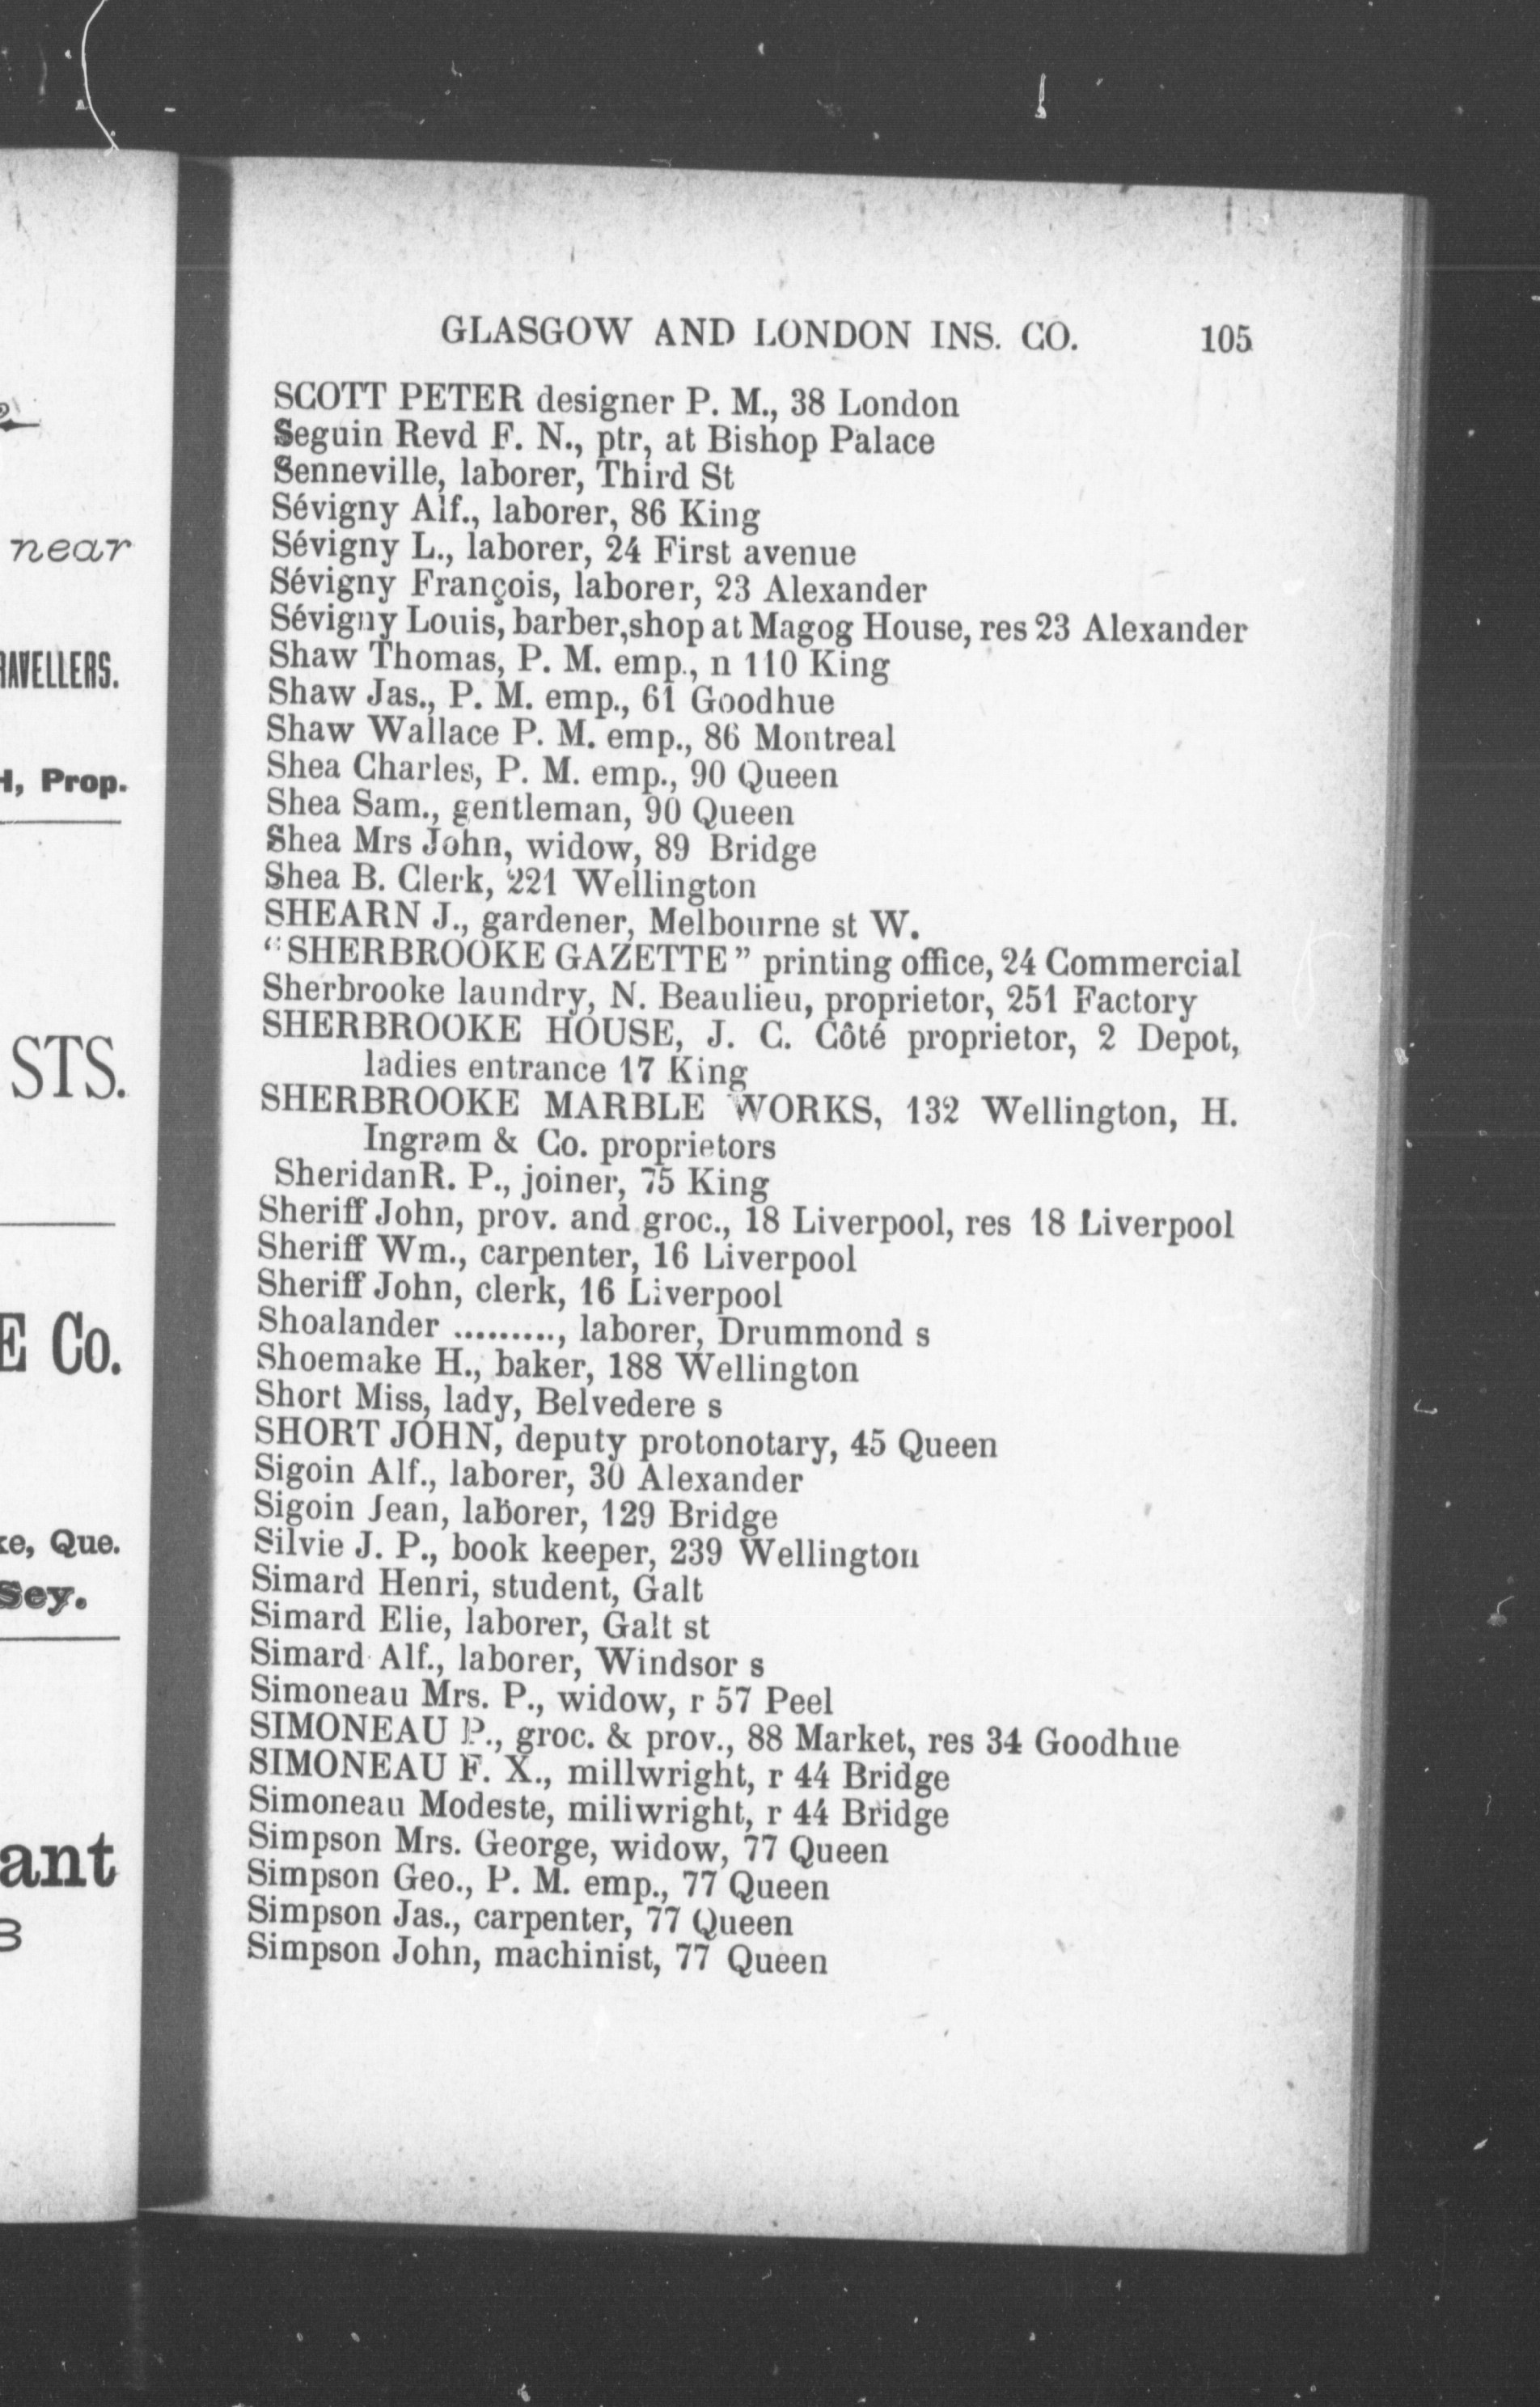 near
RAVELLERS.
H, Prop.
STS.
E Co.
ke, Que.
Sey.
ant
GLASGOW AND LONDON INS. CO. 105
SCOTT PETER designer P. M., 38 London
Seguin Revd F. N., ptr, at Bishop Palace
Senneville, laborer, Third St
Sévigny Alf., laborer, 86 King
Sévigny L., laborer, 24 First avenue
Sévigny François, laborer, 23 Alexander
Sévigny Louis, barber,shop at Magog House, res 23 Alexander
Shaw Thomas, P. M. emp., n 110 King
Shaw Jas., P. M. emp., 61 Goodhue
Shaw Wallace P. M. emp., 86 Montreal
Shea Charles, P. M. emp., 90 Queen
Shea Sam., gentleman, 90 Queen
Shea Mrs John, widow, 89 Bridge
Shea B. Clerk, 221 Wellington
SHEARN J., gardener, Melbourne st W.
“SHERBROOKE GAZETTE” printing office, 24 Commercial
Sherbrooke laundry, N. Beaulieu, proprietor, 251 Factory
SHERBROOKE HOUSE, J. C. Côté proprietor, 2 Depot,
ladies entrance 17 King
SHERBROOKE MARBLE WORKS, 132 Wellington, H.
Ingram & Co. proprietors
Sheridan R. P., joiner, 75 King
Sheriff John, prov. and groc., 18 Liverpool, res 18 Liverpool
Sheriff Wm., carpenter, 16 Liverpool
Sheriff John, clerk, 16 Liverpool
Shoalander ........., laborer, Drummond s
Shoemake H., baker, 188 Wellington
Short Miss, lady, Belvedere s
SHORT JOHN, deputy protonotary, 45 Queen
Sigoin Alf., laborer, 30 Alexander
Sigoin Jean, laborer, 129 Bridge
Silvie J. P., book keeper, 239 Wellington
Simard Henri, student, Galt
Simard Elie, laborer, Galt st
Simard Alf., laborer, Windsor s
Simoneau Mrs. P., widow, r 57 Peel
SIMONEAU P., groc. & prov., 88 Market, res 34 Goodhue
SIMONEAU F. X., millwright, r 44 Bridge
Simoneau Modeste, miliwright, r 44 Bridge
Simpson Mrs. George, widow, 77 Queen
Simpson Geo., P. M. emp., 77 Queen
Simpson Jas., carpenter, 77 Queen
Simpson John, machinist, 77 Queen